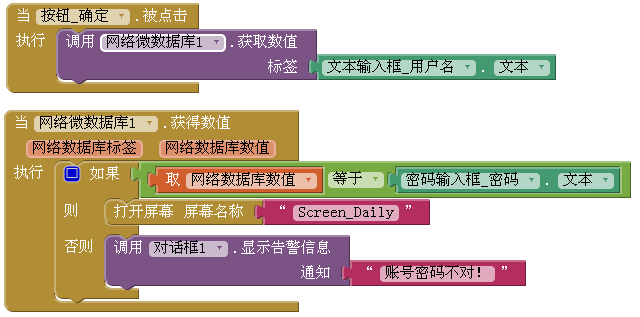 当 按钮_确定 .被点击
执行 调用 网络微数据库1 .获取数值
标签 文本输入框_用户名 . 文本
当 网络微数据库1 .获得数值
网络数据库标签 网络数据库数值
执行 如果 取 网络数据库数值 等于 密码输入框_密码 . 文本
则 打开屏幕 屏幕名称 “ Screen_Daily ”
否则 调用 对话框1 .显示告警信息
通知 “ 账号密码不对！ ”